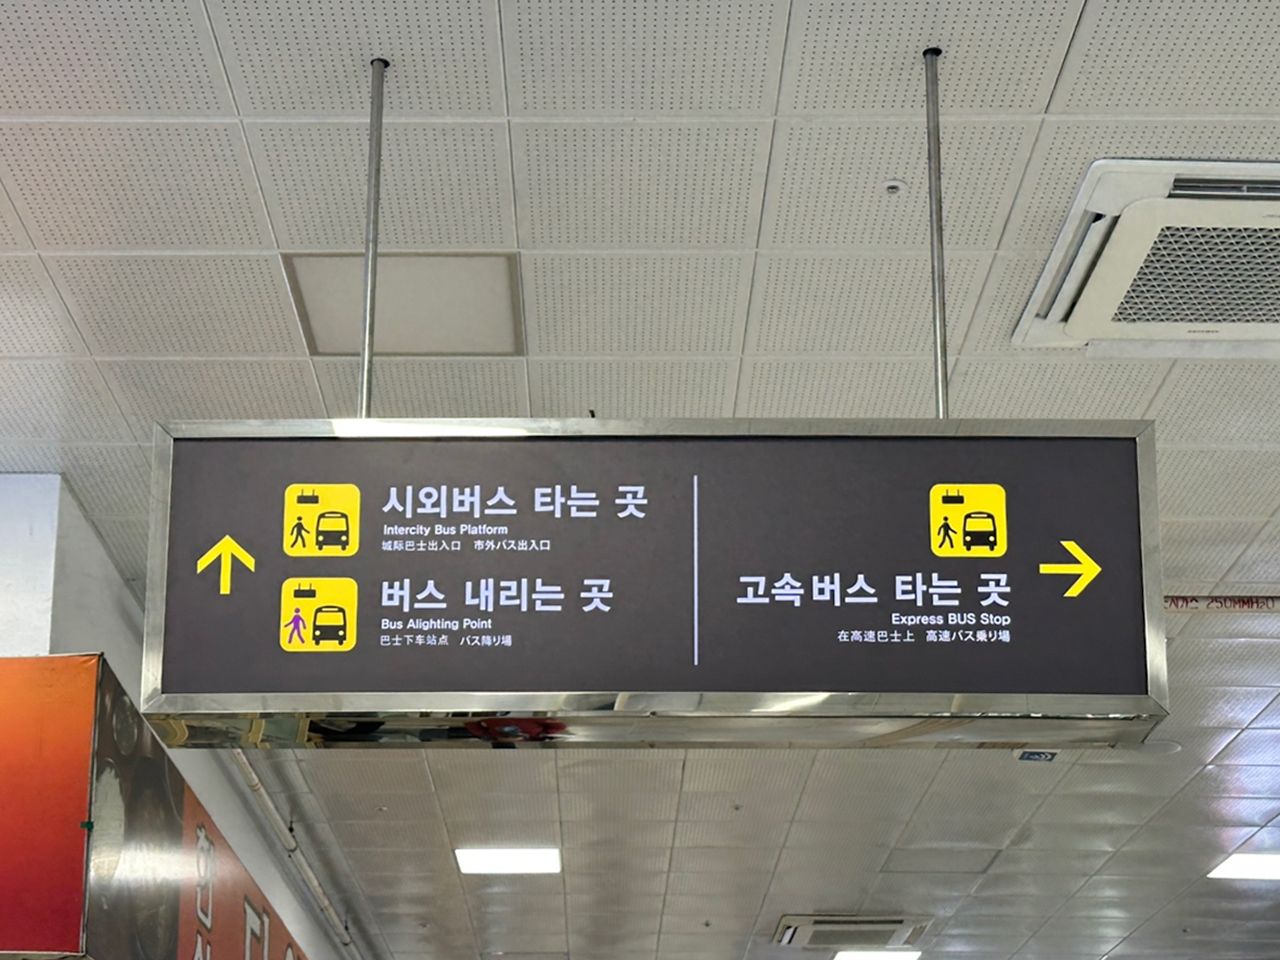 시외버스 타는 곳
Intercity Bus Platform
城际巴士出入口 市外バス出入口
버스 내리는 곳
Bus Alighting Point
巴士下车站点 バス降り場
고속버스 타는 곳
Express BUS Stop
在高速巴士上 高速バス乗り場
250MMH₂O